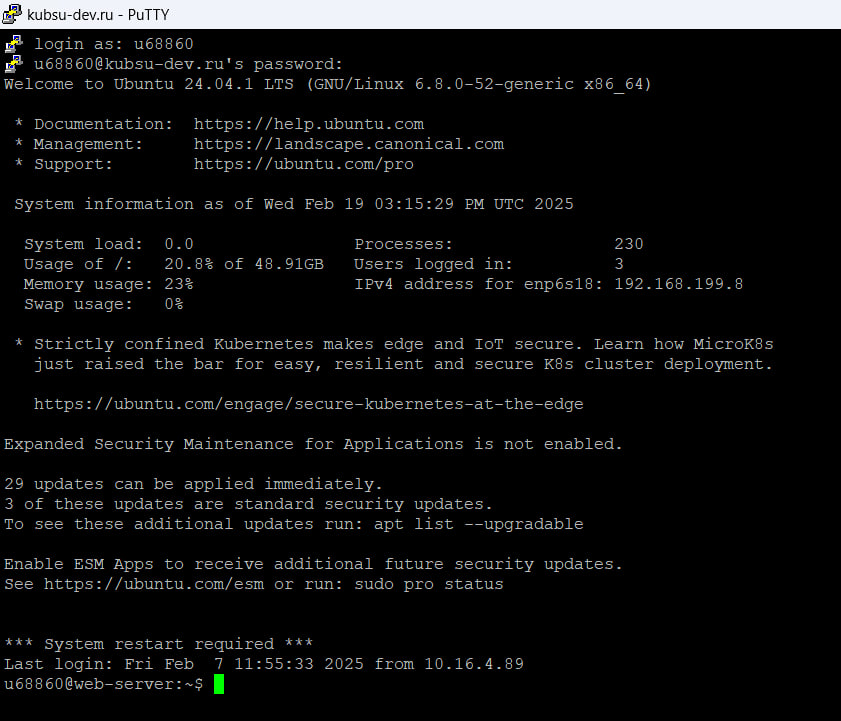 kubsu-dev.ru - PuTTY
login as: u68860
u68860@kubsu-dev.ru's password:
Welcome to Ubuntu 24.04.1 LTS (GNU/Linux 6.8.0-52-generic x86_64)
* Documentation:  https://help.ubuntu.com
* Management:     https://landscape.canonical.com
* Support:        https://ubuntu.com/pro
System information as of Wed Feb 19 03:15:29 PM UTC 2025
System load:  0.0                Processes:                230
Usage of /:   20.8% of 48.91GB   Users logged in:          3
Memory usage: 23%                IPv4 address for enp6s18: 192.168.199.8
Swap usage:   0%
* Strictly confined Kubernetes makes edge and IoT secure. Learn how MicroK8s
just raised the bar for easy, resilient and secure K8s cluster deployment.
https://ubuntu.com/engage/secure-kubernetes-at-the-edge
Expanded Security Maintenance for Applications is not enabled.
29 updates can be applied immediately.
3 of these updates are standard security updates.
To see these additional updates run: apt list --upgradable
Enable ESM Apps to receive additional future security updates.
See https://ubuntu.com/esm or run: sudo pro status
*** System restart required ***
Last login: Fri Feb  7 11:55:33 2025 from 10.16.4.89
u68860@web-server:~$